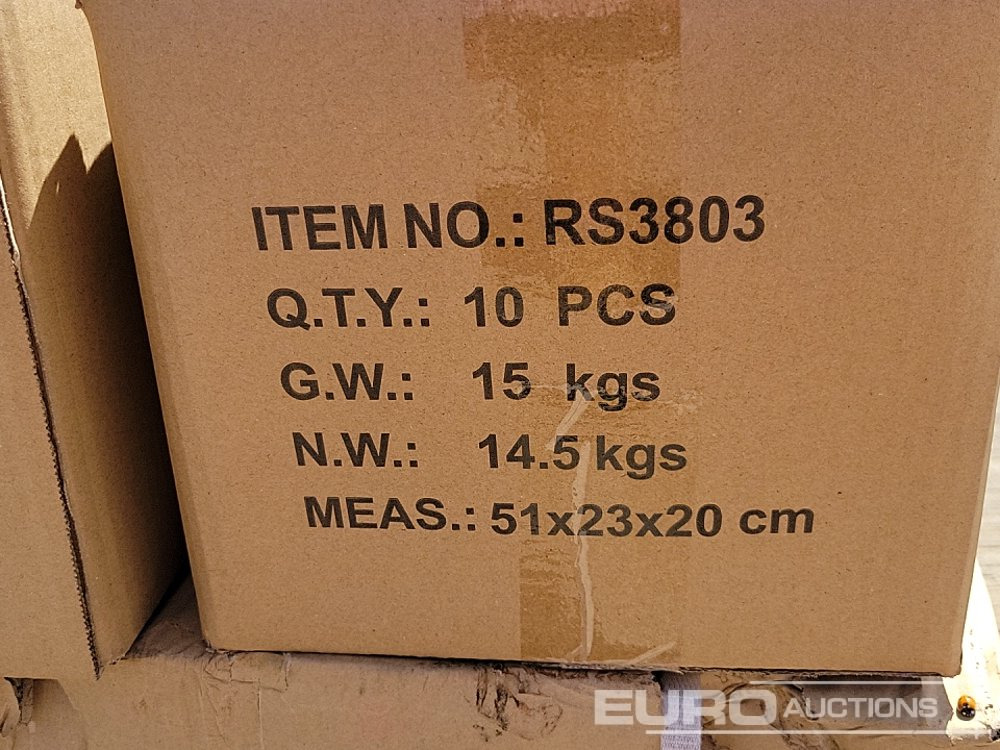 ITEM NO.: RS3803
Q.T.Y.: 10 PCS
G.W.: 15 kgs
N.W.: 14.5 kgs
MEAS.: 51x23x20 cm
EURO AUCTIONS